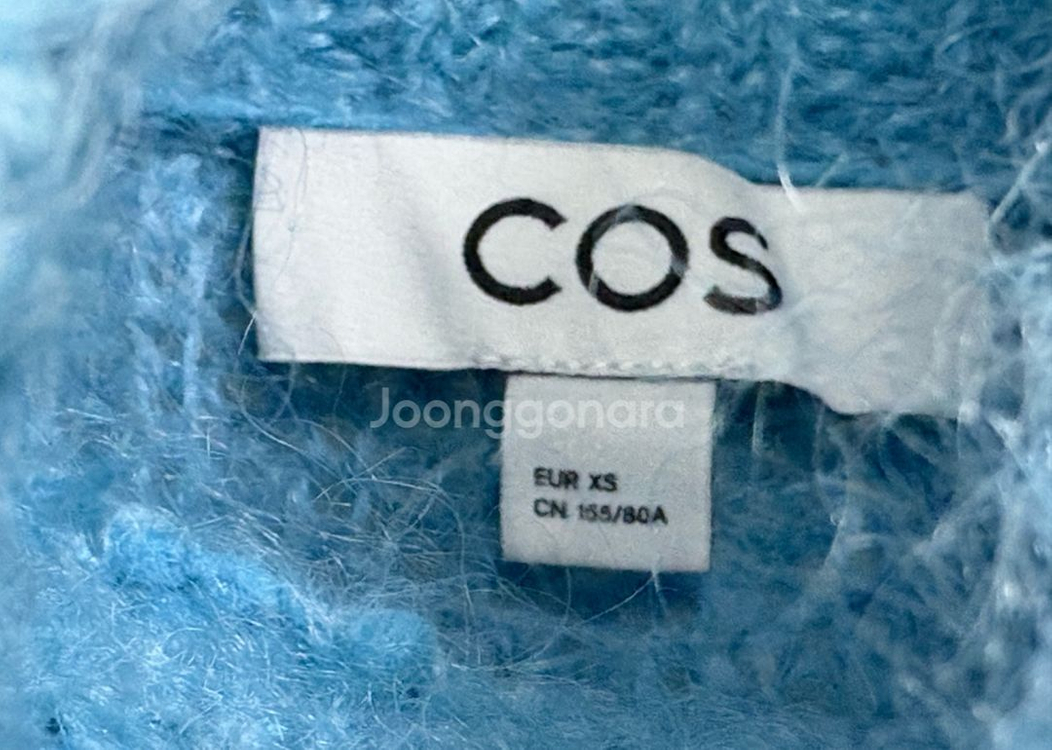 COS
Joonggonara
EUR XS
CN 155/80A